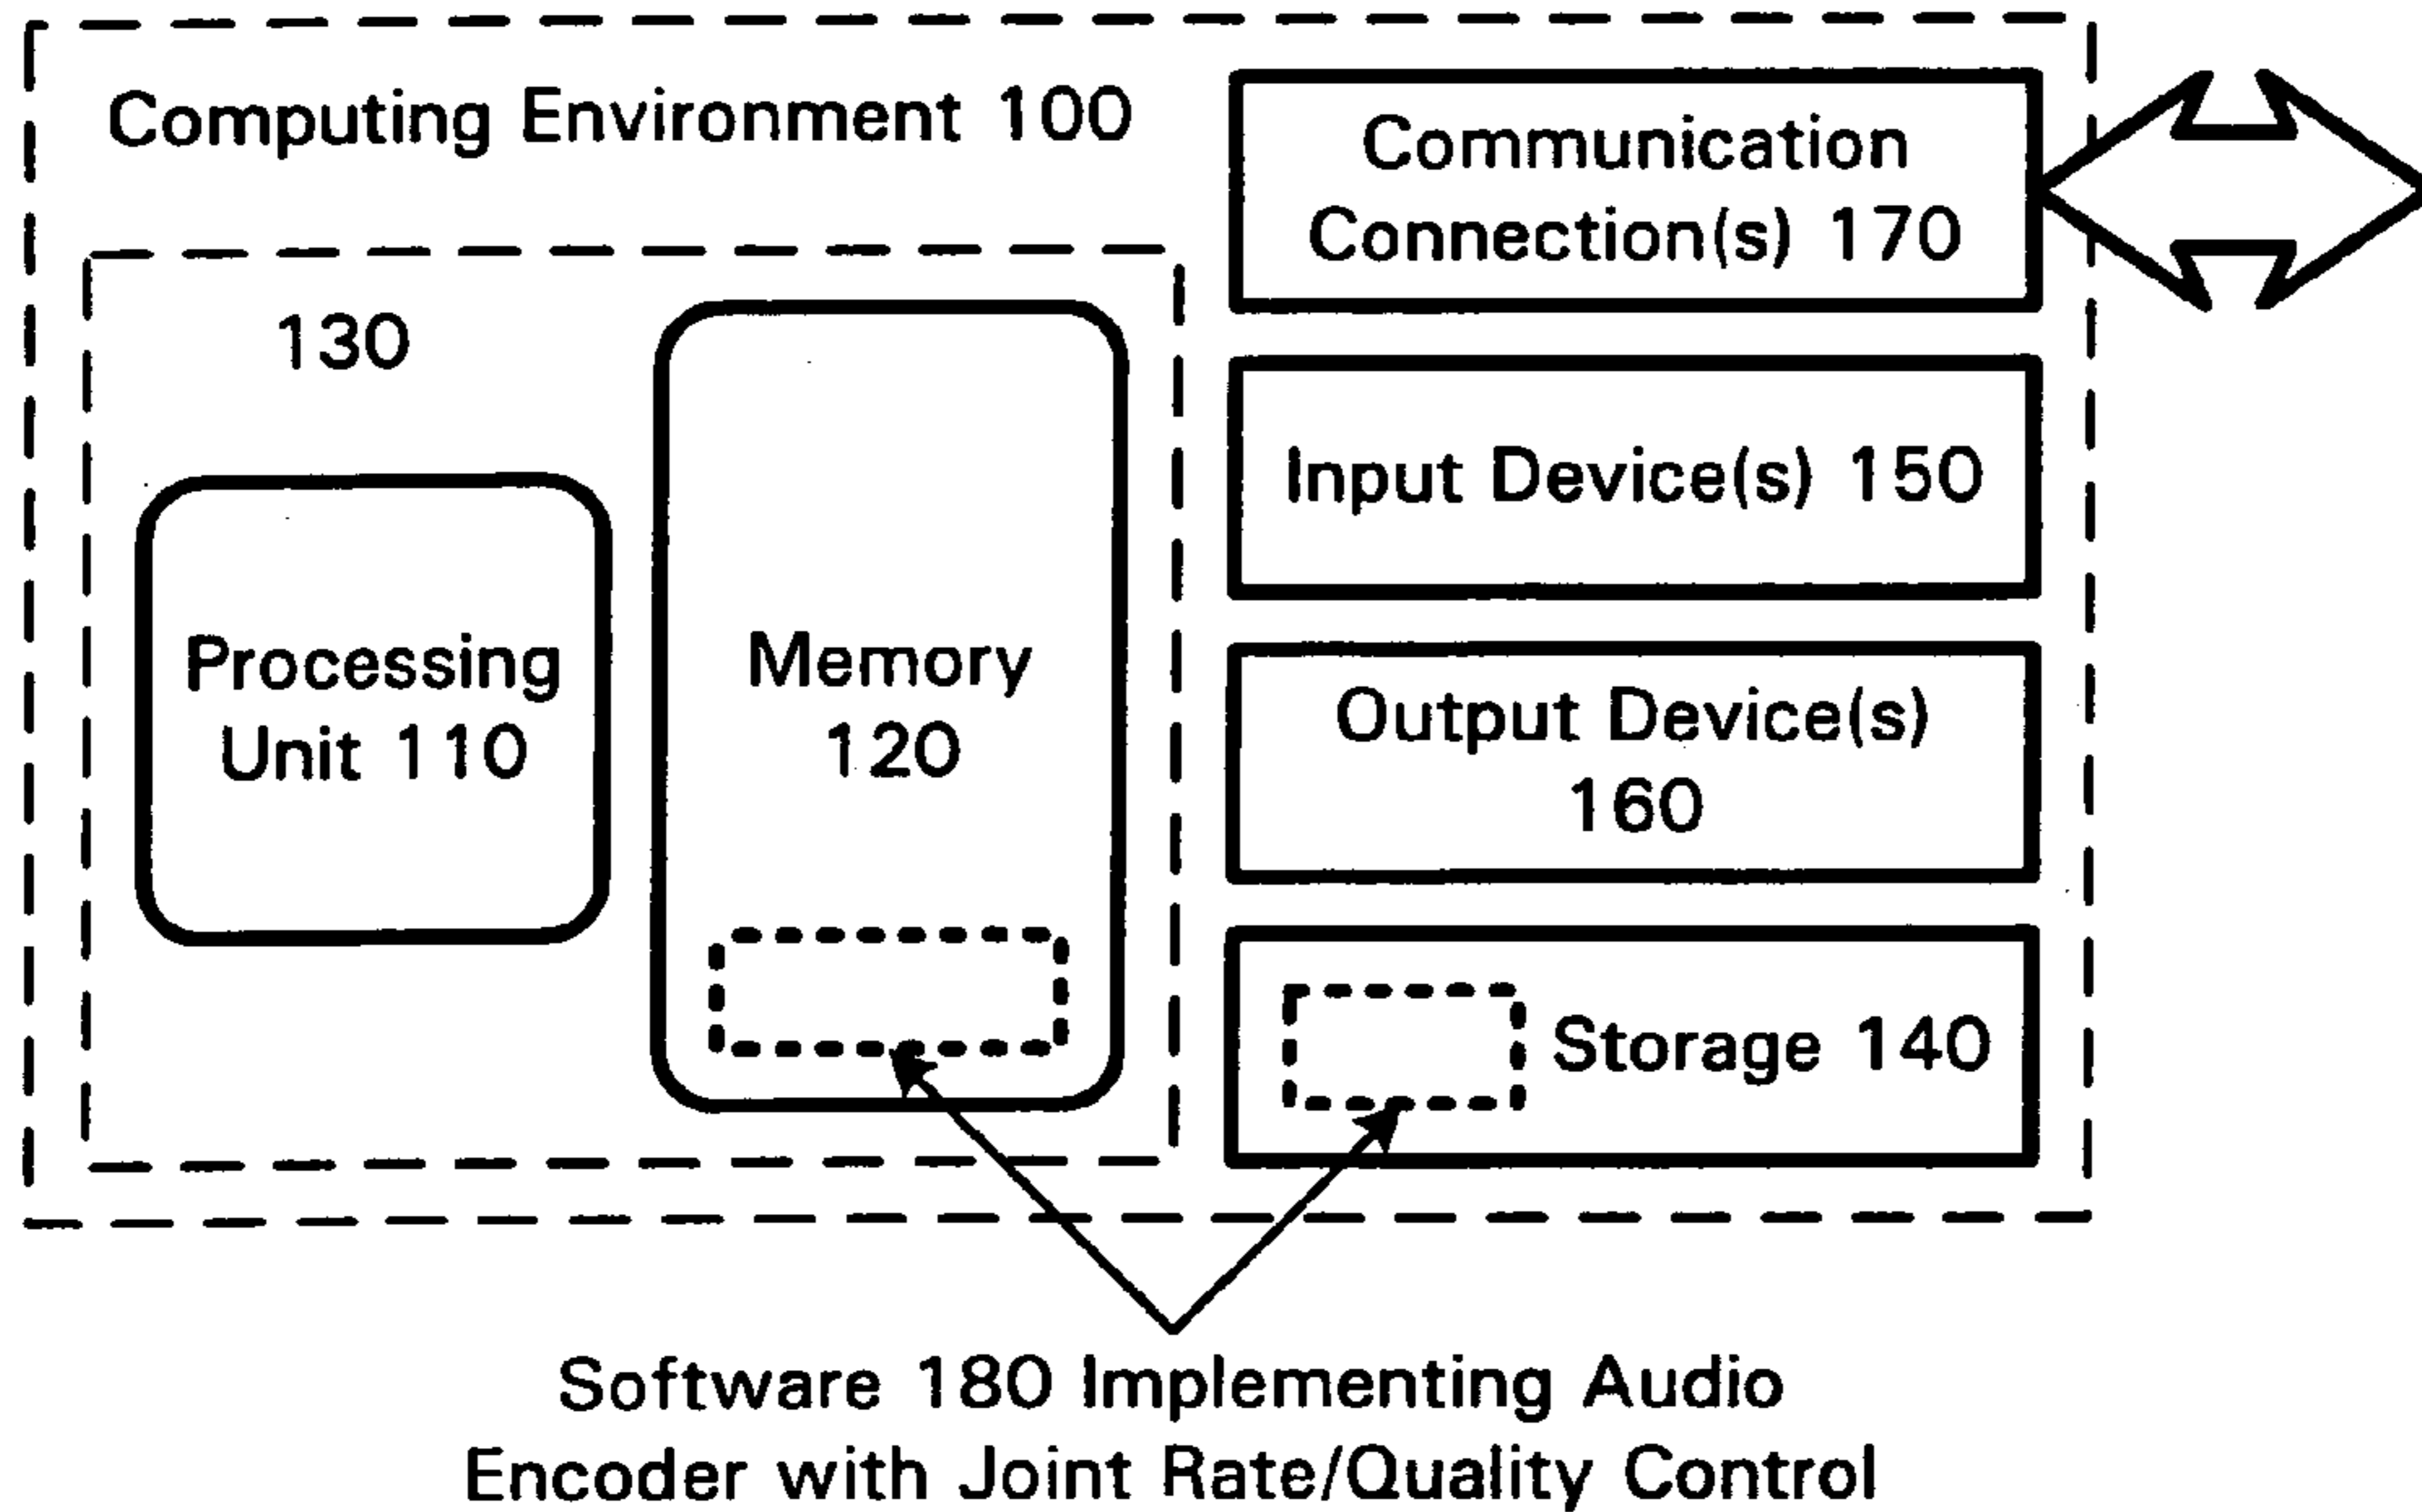 Computing Environment 100
Communication
Connection(s) 170
130
Input Device(s) 150
Processing
Unit 110
Memory
120
Output Device(s)
160
Storage 140
Software 180 Implementing Audio
Encoder with Joint Rate/Quality Control